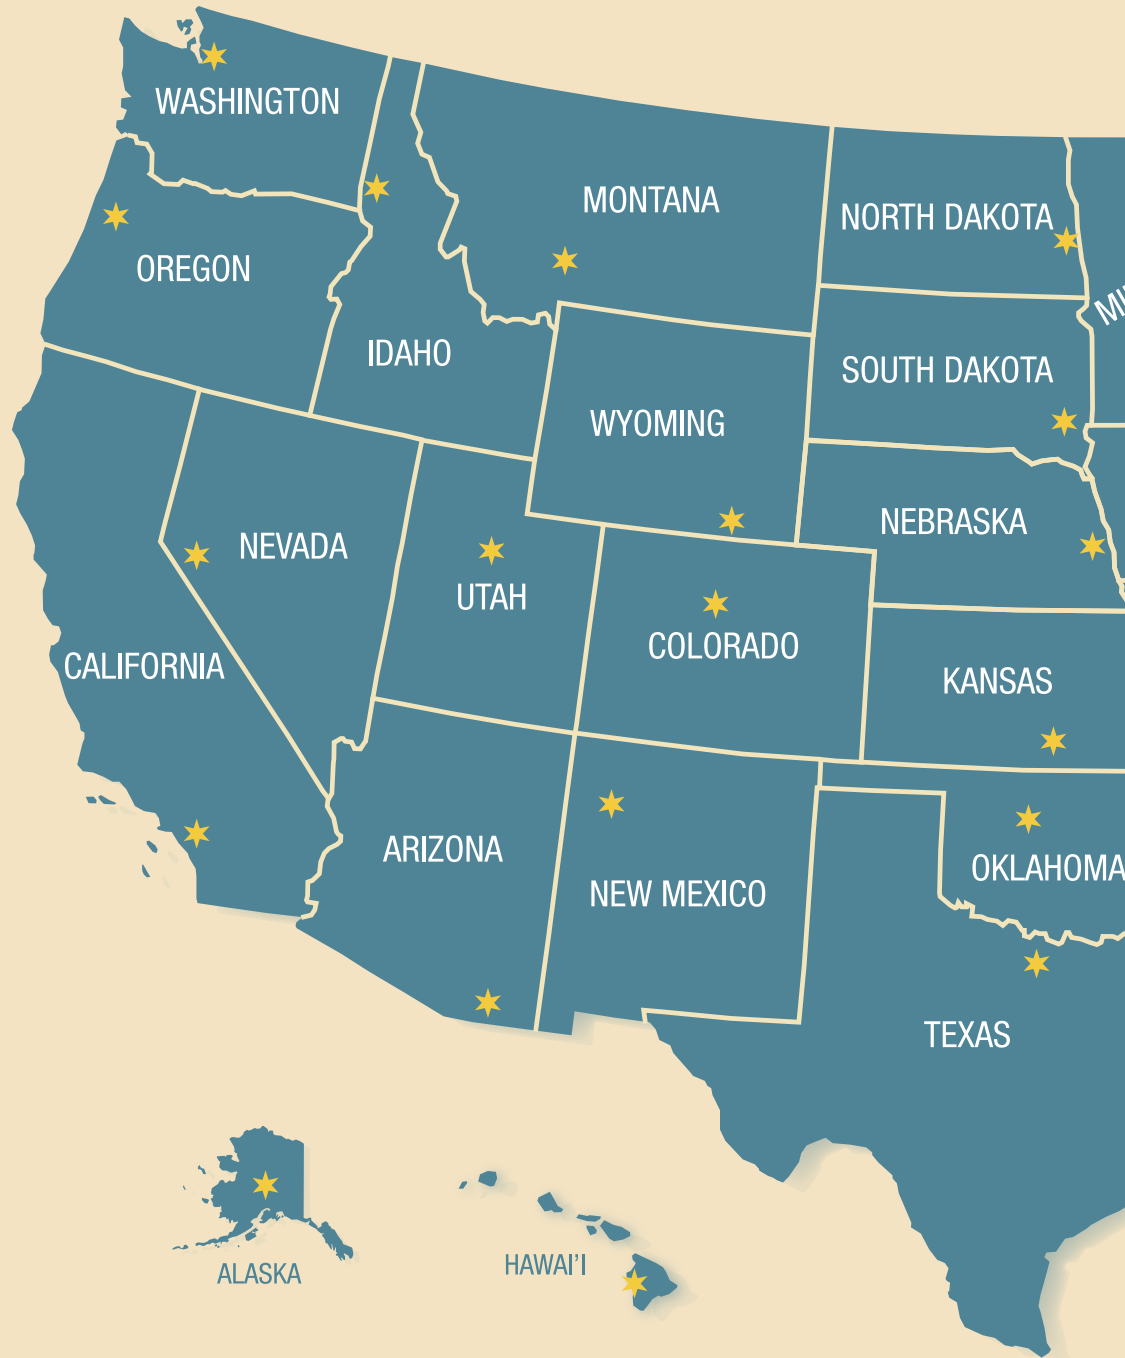 WASHINGTON
MONTANA
NORTH DAKOTA
OREGON
IDAHO
SOUTH DAKOTA
WYOMING
NEBRASKA
NEVADA
UTAH
COLORADO
CALIFORNIA
KANSAS
ARIZONA
NEW MEXICO
OKLAHOMA
TEXAS
HAWAI'I
ALASKA